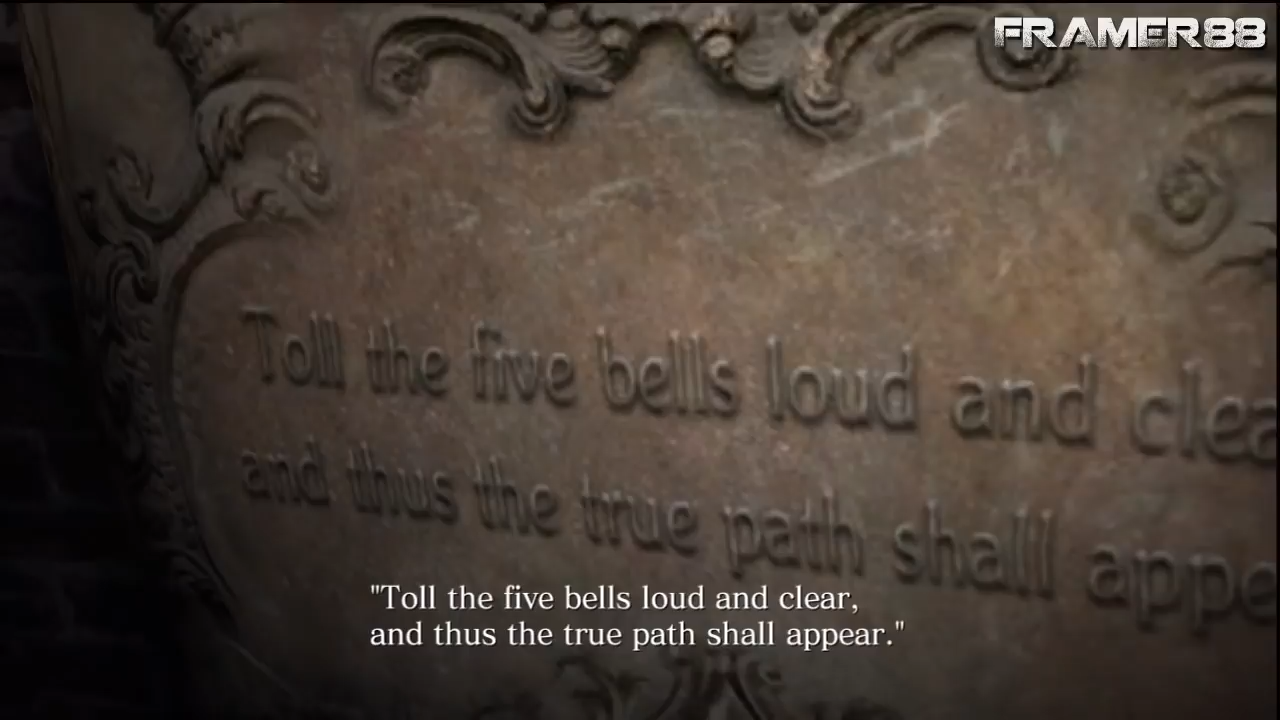 FRAMER88
Toll the five bells loud and clea
and thus the true path shall appe
"Toll the five bells loud and clear,
and thus the true path shall appear."